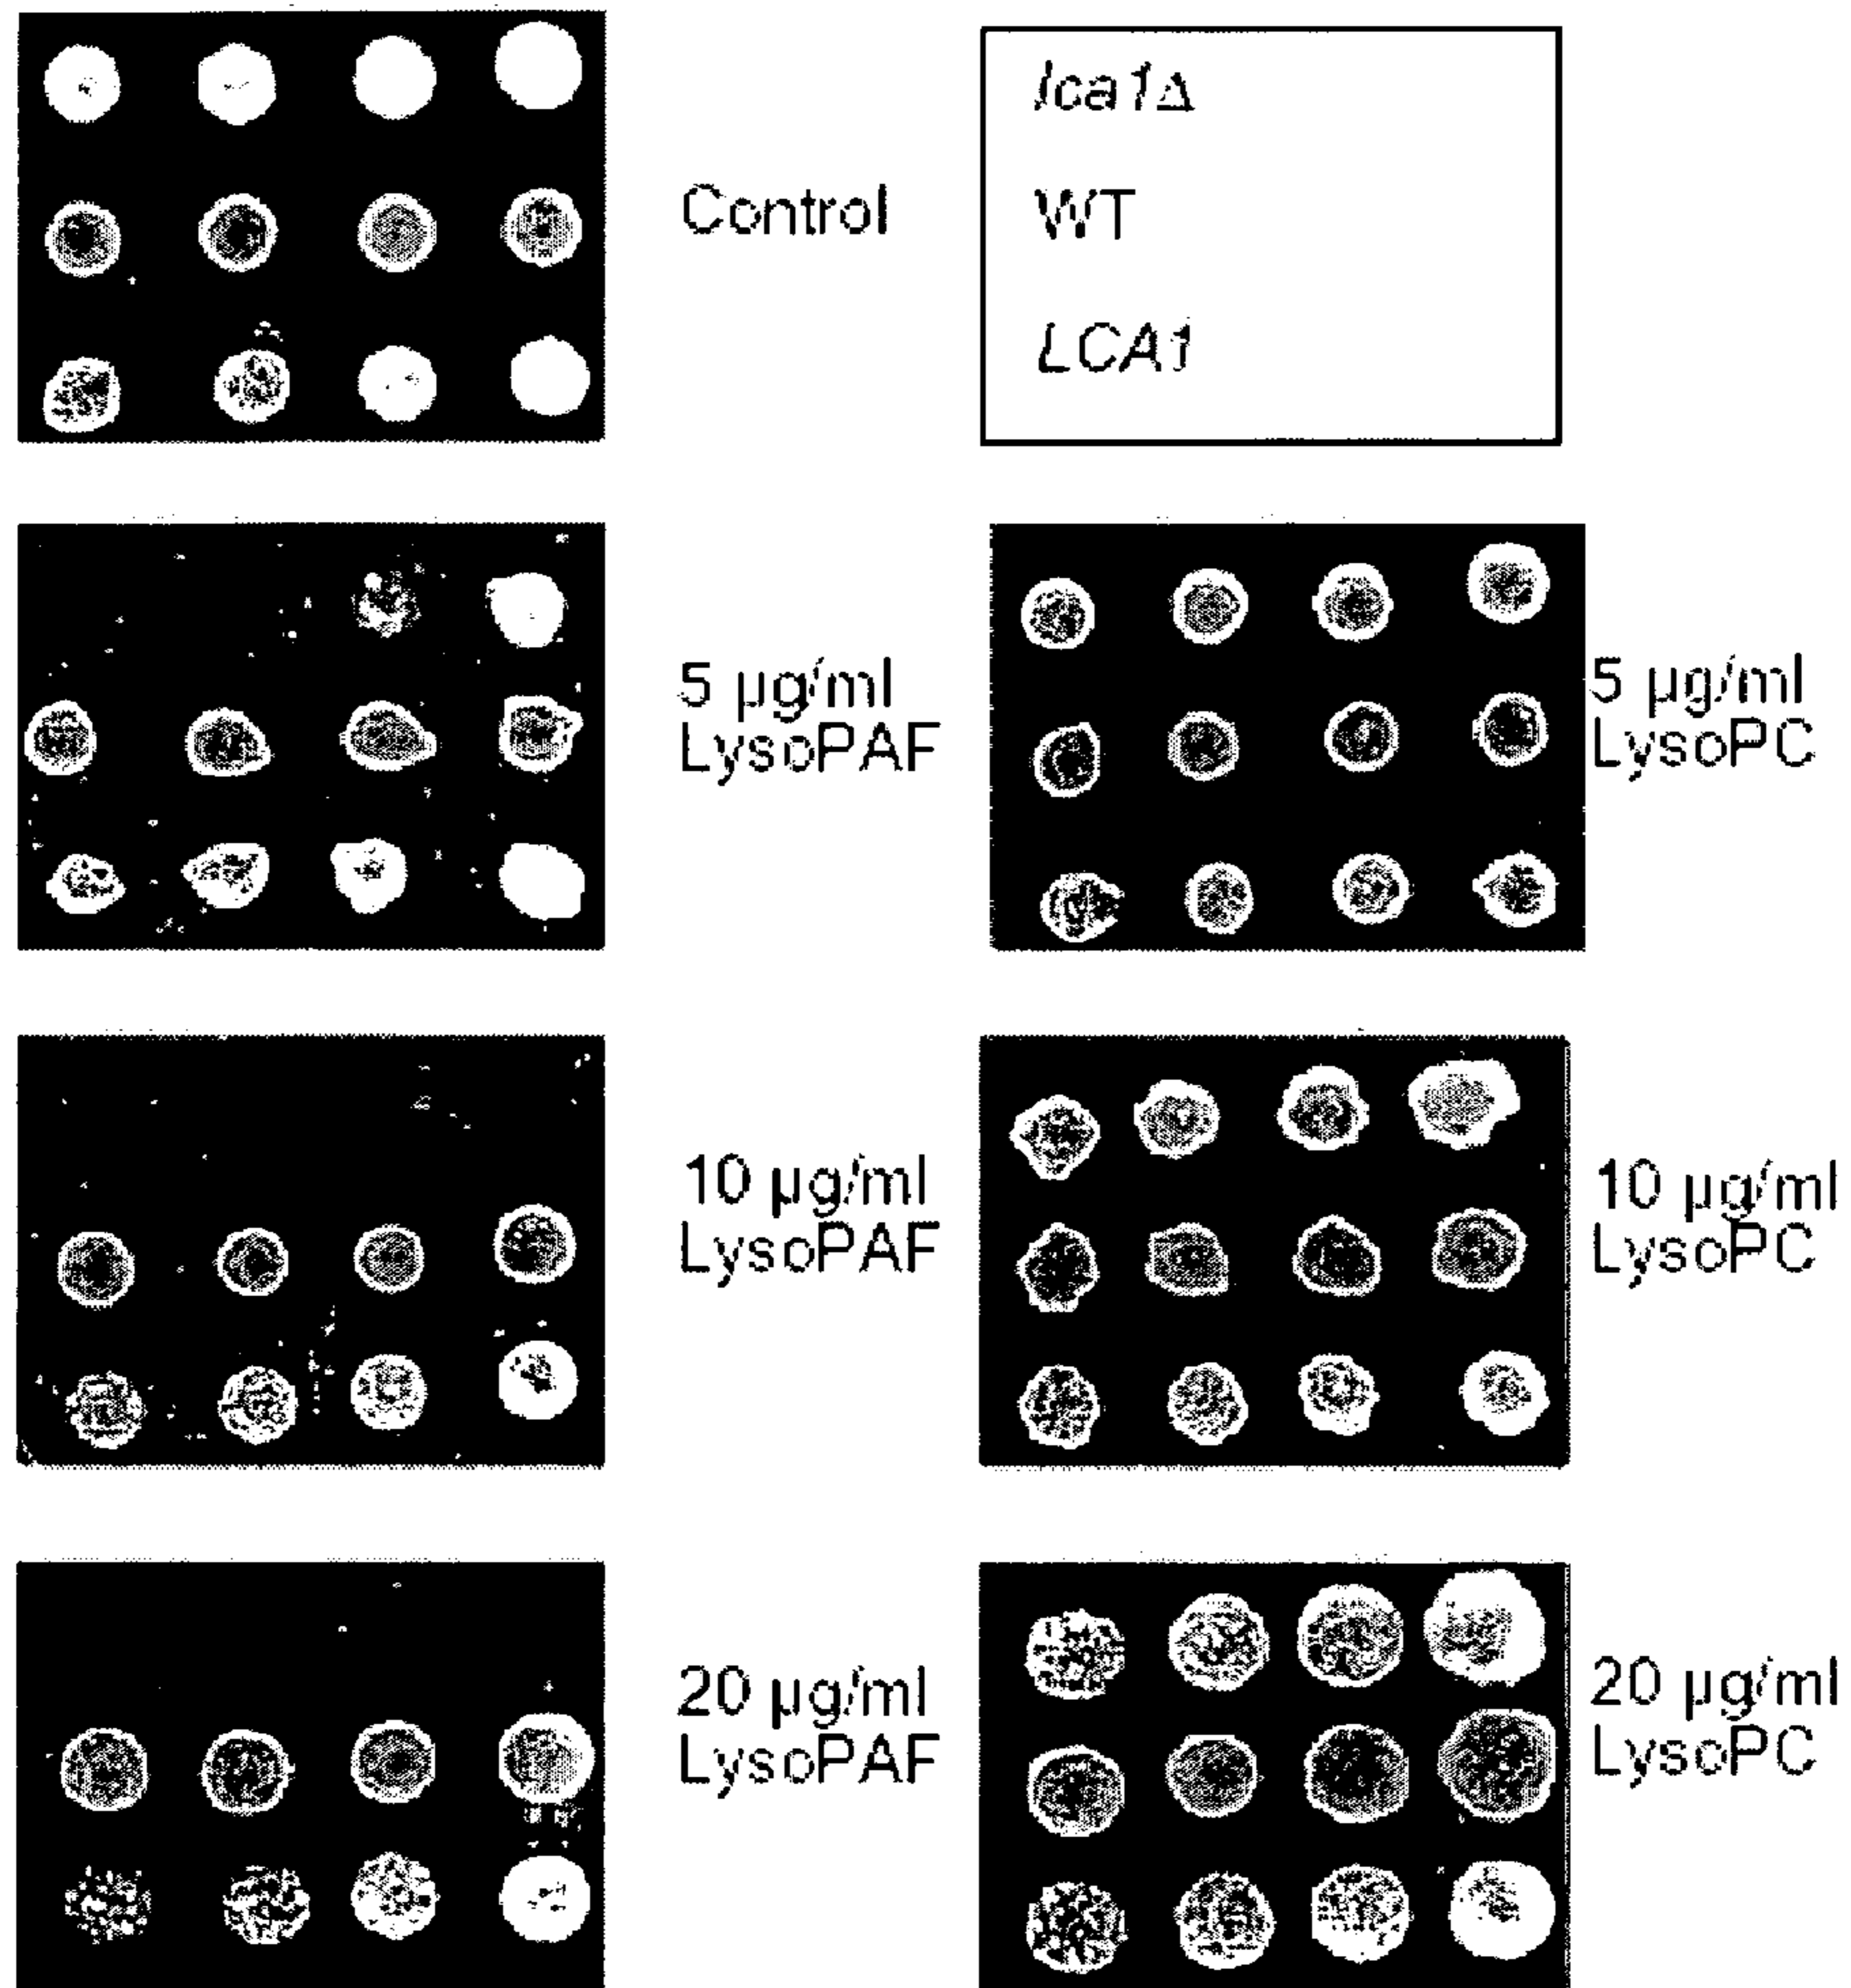 Control
lca1Δ
WT
LCA1
5 µg/ml
LysoPAF
5 µg/ml
LysoPC
10 µg/ml
LysoPAF
10 µg/ml
LysoPC
20 µg/ml
LysoPAF
20 µg/ml
LysoPC